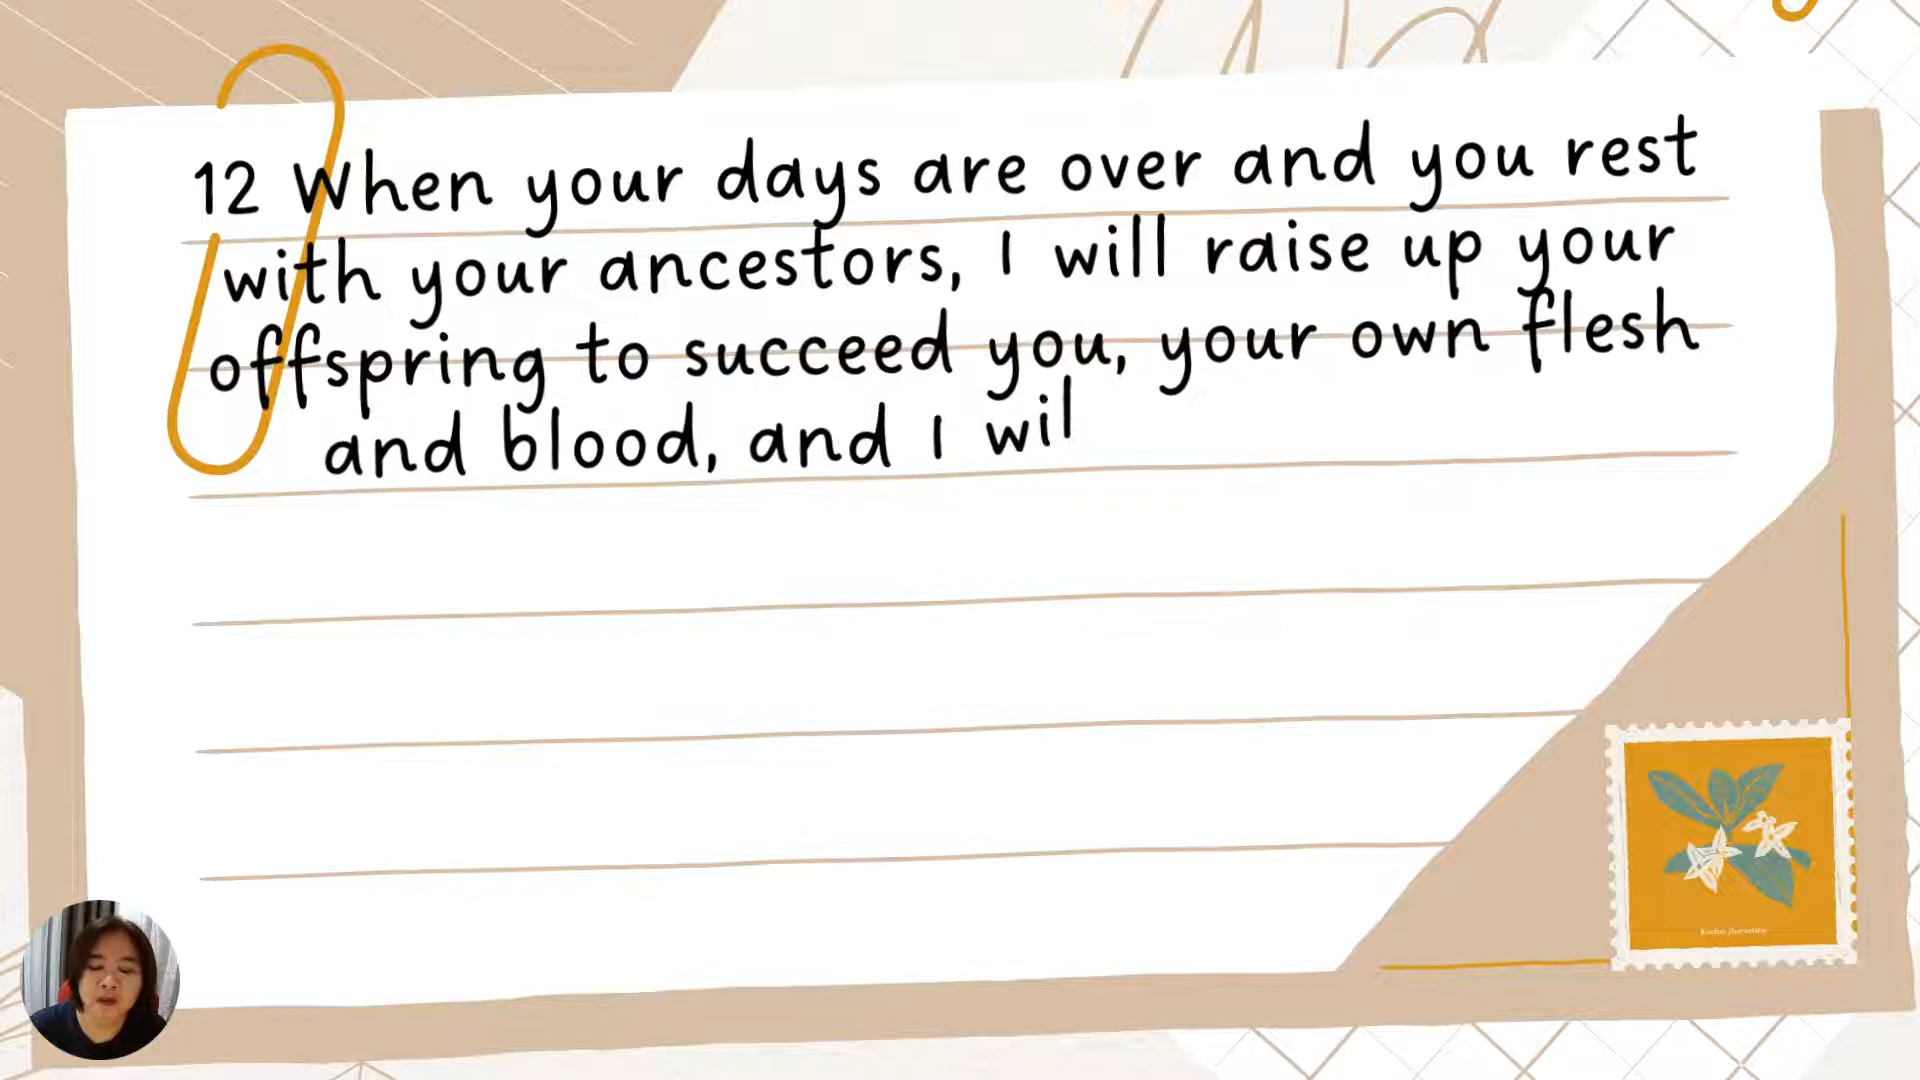 12 When your days are over and you rest
with your ancestors, I will raise up your
offspring to succeed you, your own flesh
and blood, and I wil